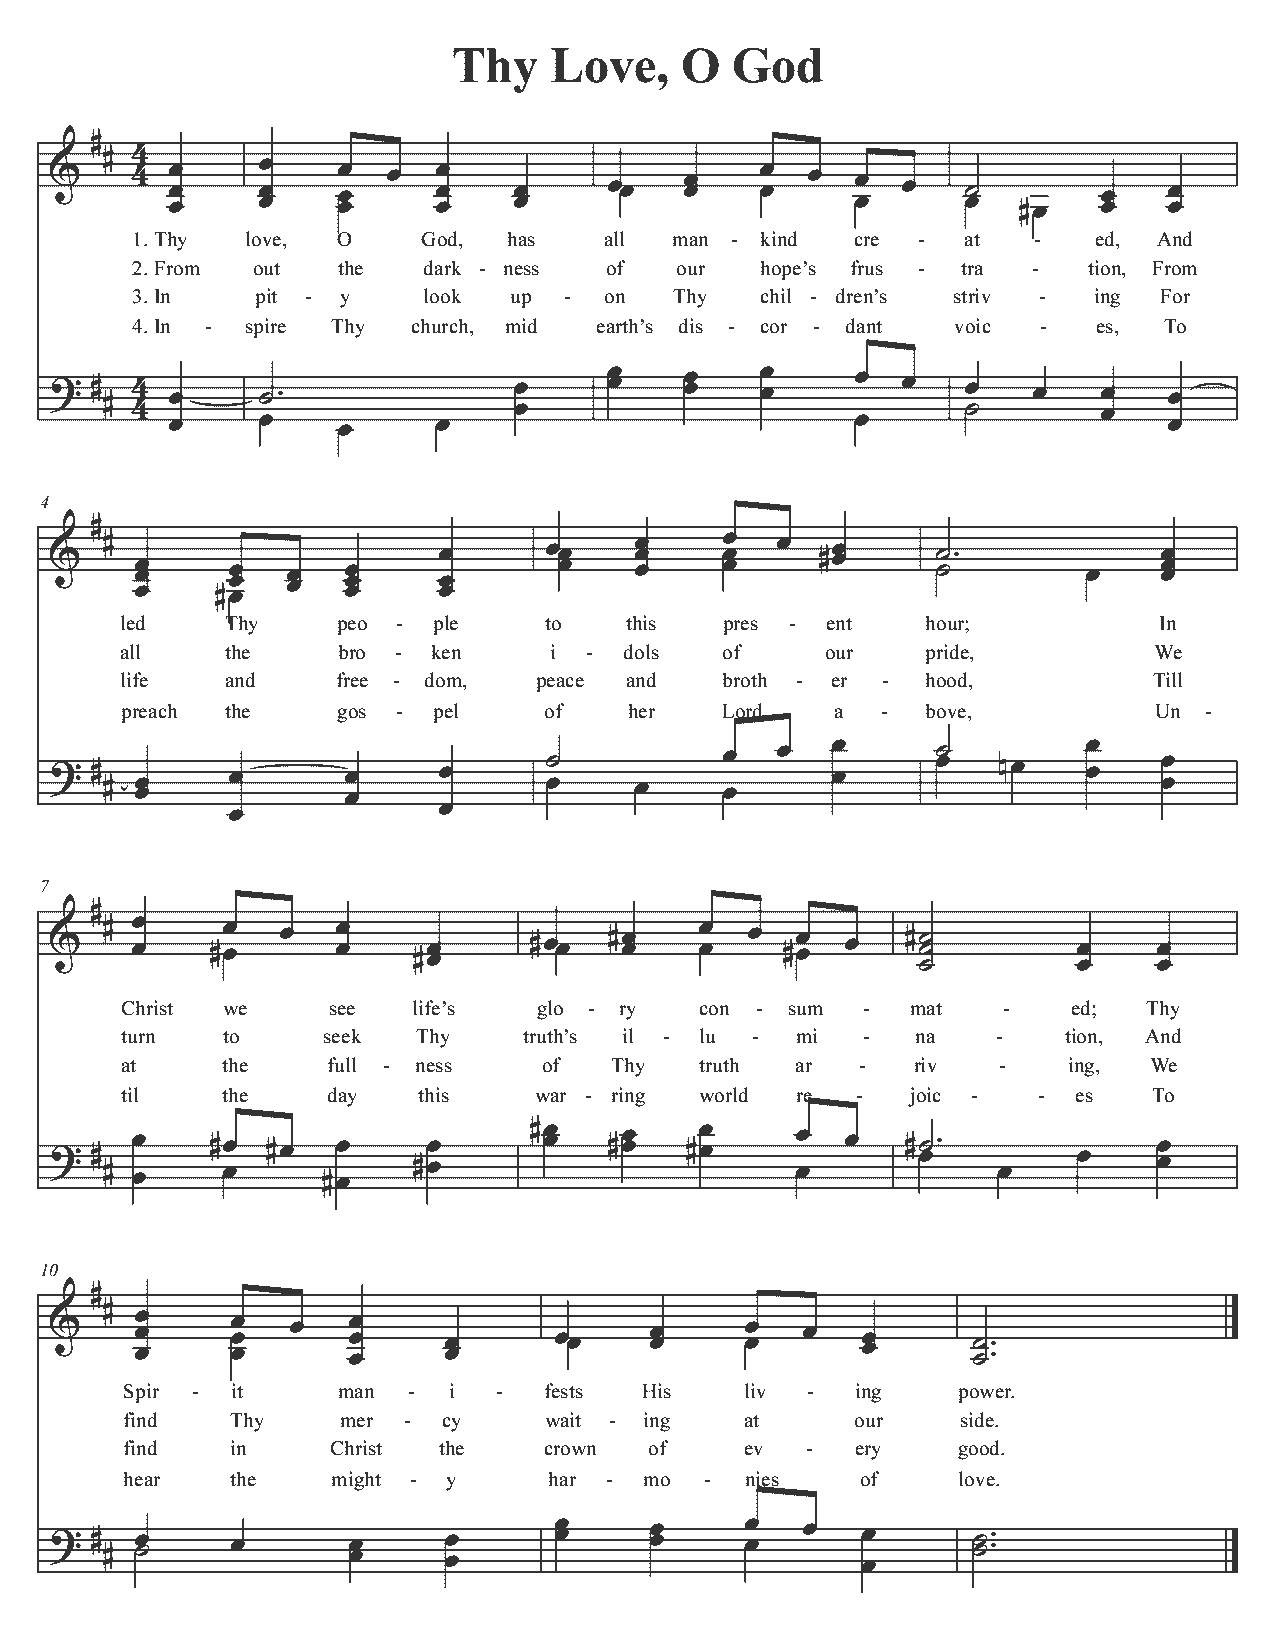 Thy Love, O God
1. Thy love, O God, has all man - kind cre - at - ed, And
2. From out the dark - ness of our hope's frus - tra - tion, From
3. In pit - y look up - on Thy chil - dren's striv - ing For
4. In - spire Thy church, mid earth's dis - cor - dant voic - es, To
4
led Thy peo - ple to this pres - ent hour; In
all the bro - ken i - dols of our pride, We
life and free - dom, peace and broth - er - hood, Till
preach the gos - pel of her Lord a - bove, Un -
7
Christ we see life's glo - ry con - sum - mat - ed; Thy
turn to seek Thy truth's il - lu - mi - na - tion, And
at the full - ness of Thy truth ar - riv - ing, We
til the day this war - ring world re - joic - - es To
10
Spir - it man - i - fests His liv - ing power.
find Thy mer - cy wait - ing at our side.
find in Christ the crown of ev - ery good.
hear the might - y har - mo - nies of love.